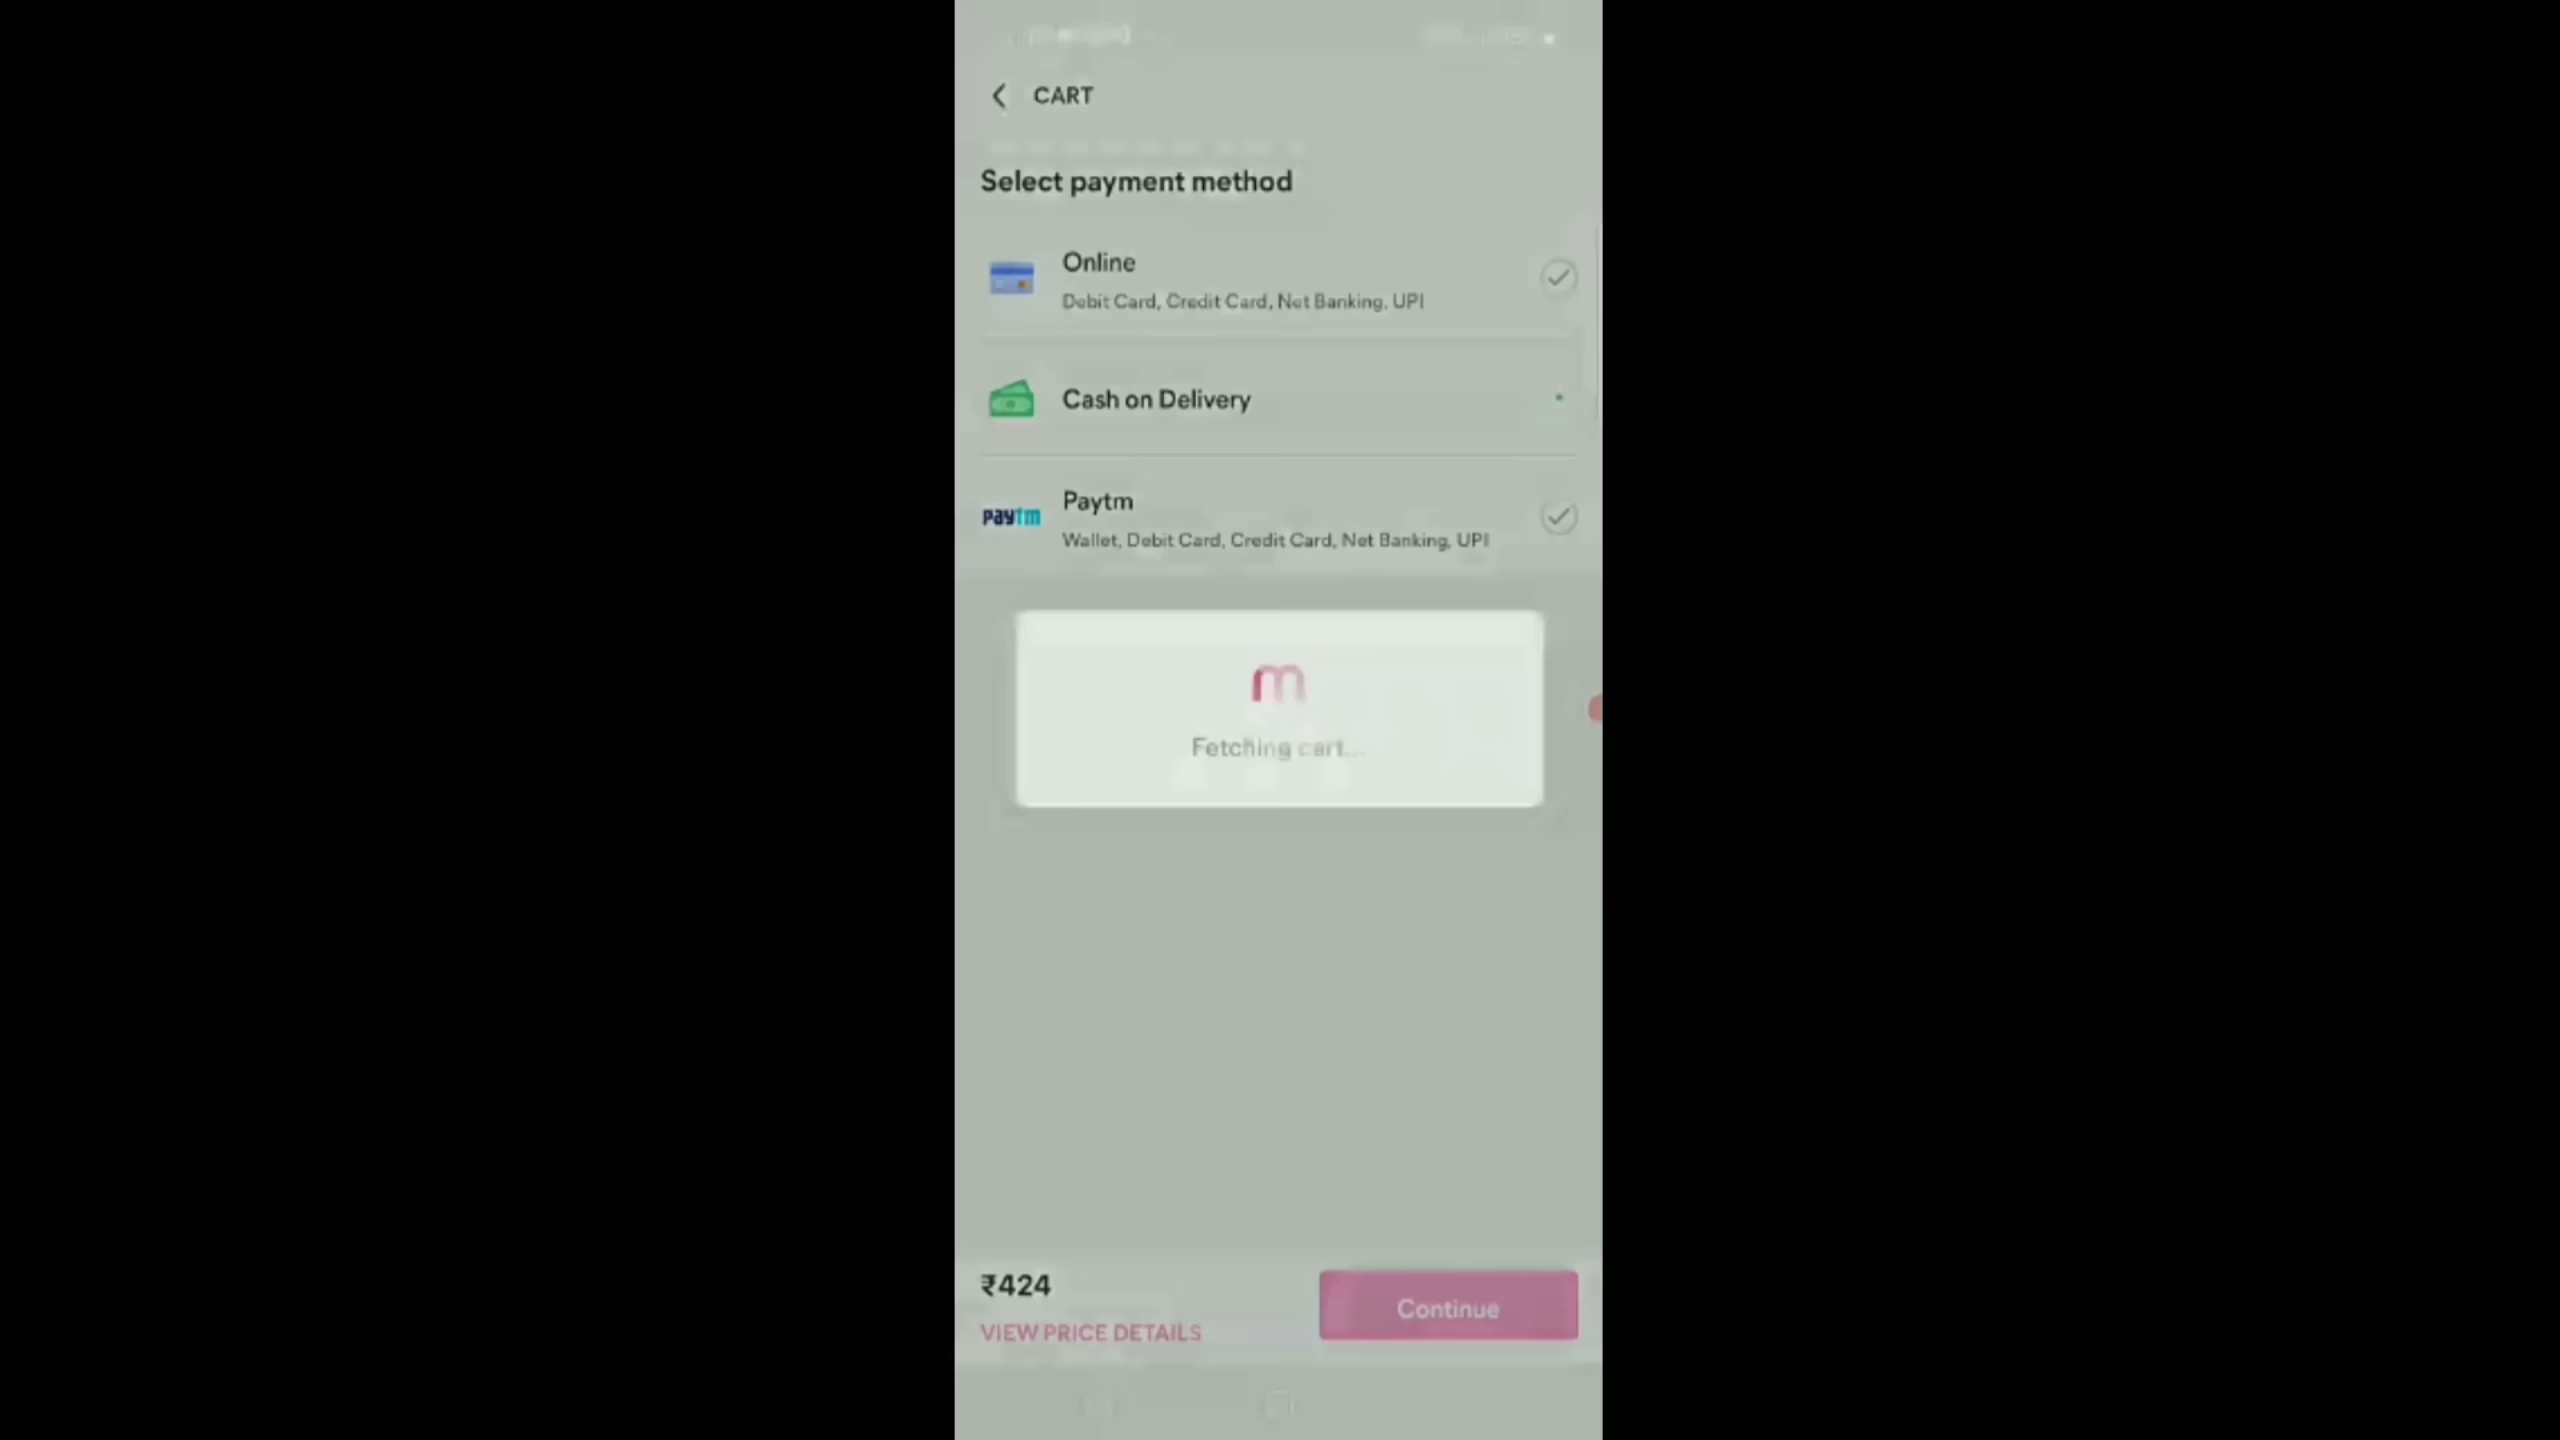 CART
Select payment method
Online
Debit Card, Credit Card, Net Banking, UPI
Cash on Delivery
paytm
Paytm
Wallet, Debit Card, Credit Card, Net Banking, UPI
m
Fetching cart...
₹424
VIEW PRICE DETAILS
Continue